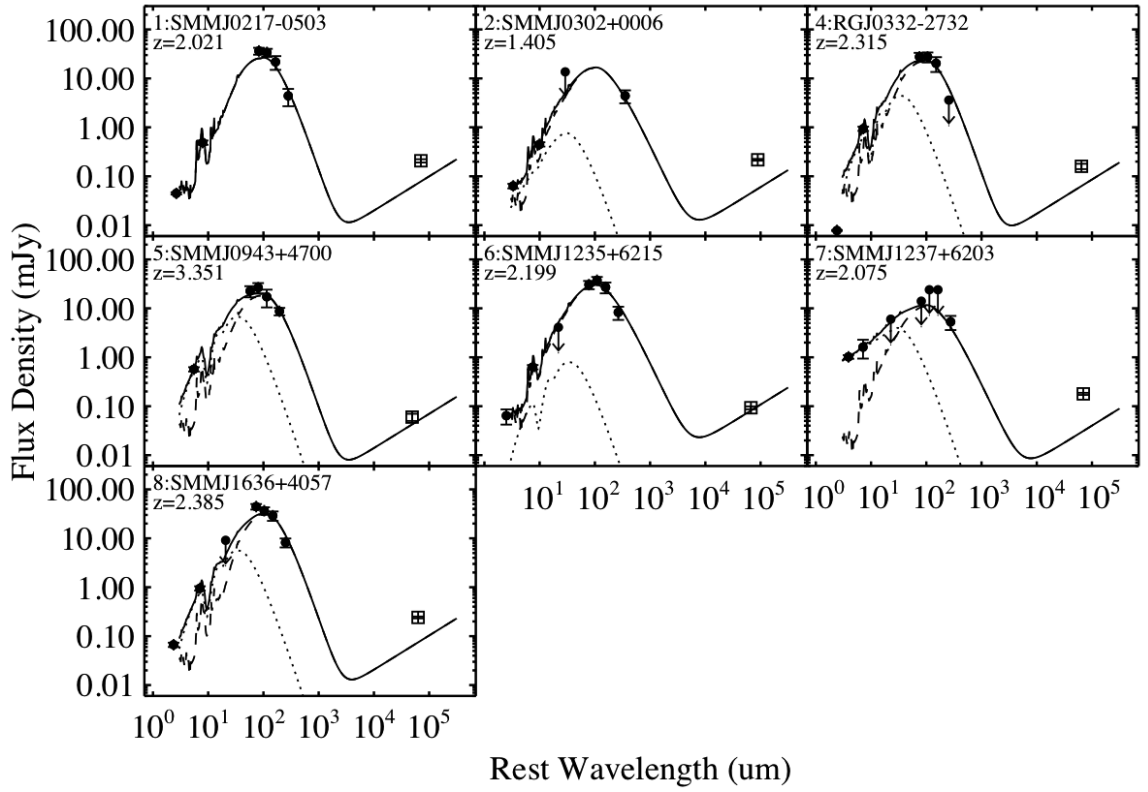 1:SMMJ0217-0503
z=2.021
2:SMMJ0302+0006
z=1.405
4:RGJ0332-2732
z=2.315
100.00
10.00
1.00
0.10
0.01
5:SMMJ0943+4700
z=3.351
6:SMMJ1235+6215
z=2.199
7:SMMJ1237+6203
z=2.075
100.00
10.00
1.00
0.10
0.01
Flux Density (mJy)
8:SMMJ1636+4057
z=2.385
100.00
10.00
1.00
0.10
0.01
10^1 10^2 10^3 10^4 10^5
10^0 10^1 10^2 10^3 10^4 10^5
10^0 10^1 10^2 10^3 10^4 10^5
Rest Wavelength (um)